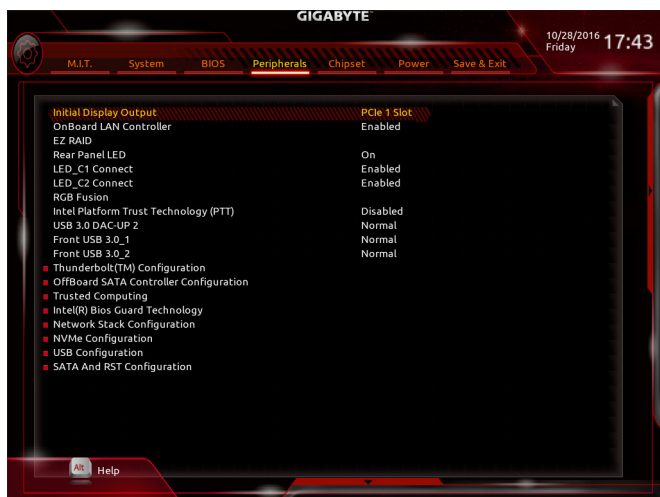 GIGABYTE™
10/28/2016
Friday
17:43
M.I.T. System BIOS Peripherals Chipset Power Save & Exit
Initial Display Output PCIe 1 Slot
OnBoard LAN Controller Enabled
EZ RAID
Rear Panel LED On
LED_C1 Connect Enabled
LED_C2 Connect Enabled
RGB Fusion
Intel Platform Trust Technology (PTT) Disabled
USB 3.0 DAC-UP 2 Normal
Front USB 3.0_1 Normal
Front USB 3.0_2 Normal
Thunderbolt(TM) Configuration
OffBoard SATA Controller Configuration
Trusted Computing
Intel(R) Bios Guard Technology
Network Stack Configuration
NVMe Configuration
USB Configuration
SATA And RST Configuration
Alt Help